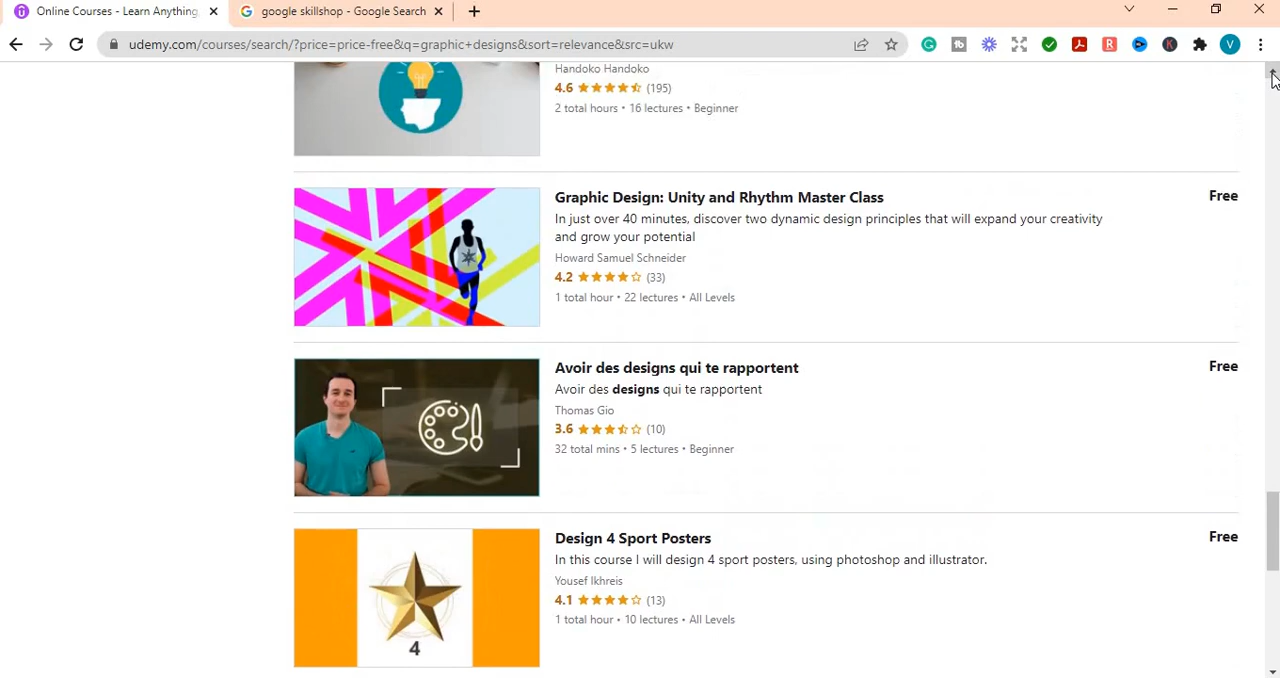 Online Courses - Learn Anything,
google skillshop - Google Search
udemy.com/courses/search/?price=price-free&q=graphic+designs&sort=relevance&src=ukw
Handoko Handoko
4.6 (195)
2 total hours • 16 lectures • Beginner
Graphic Design: Unity and Rhythm Master Class
Free
In just over 40 minutes, discover two dynamic design principles that will expand your creativity
and grow your potential
Howard Samuel Schneider
4.2 (33)
1 total hour • 22 lectures • All Levels
Avoir des designs qui te rapportent
Free
Avoir des designs qui te rapportent
Thomas Gio
3.6 (10)
32 total mins • 5 lectures • Beginner
Design 4 Sport Posters
Free
In this course I will design 4 sport posters, using photoshop and illustrator.
Yousef Ikhreis
4.1 (13)
1 total hour • 10 lectures • All Levels
4